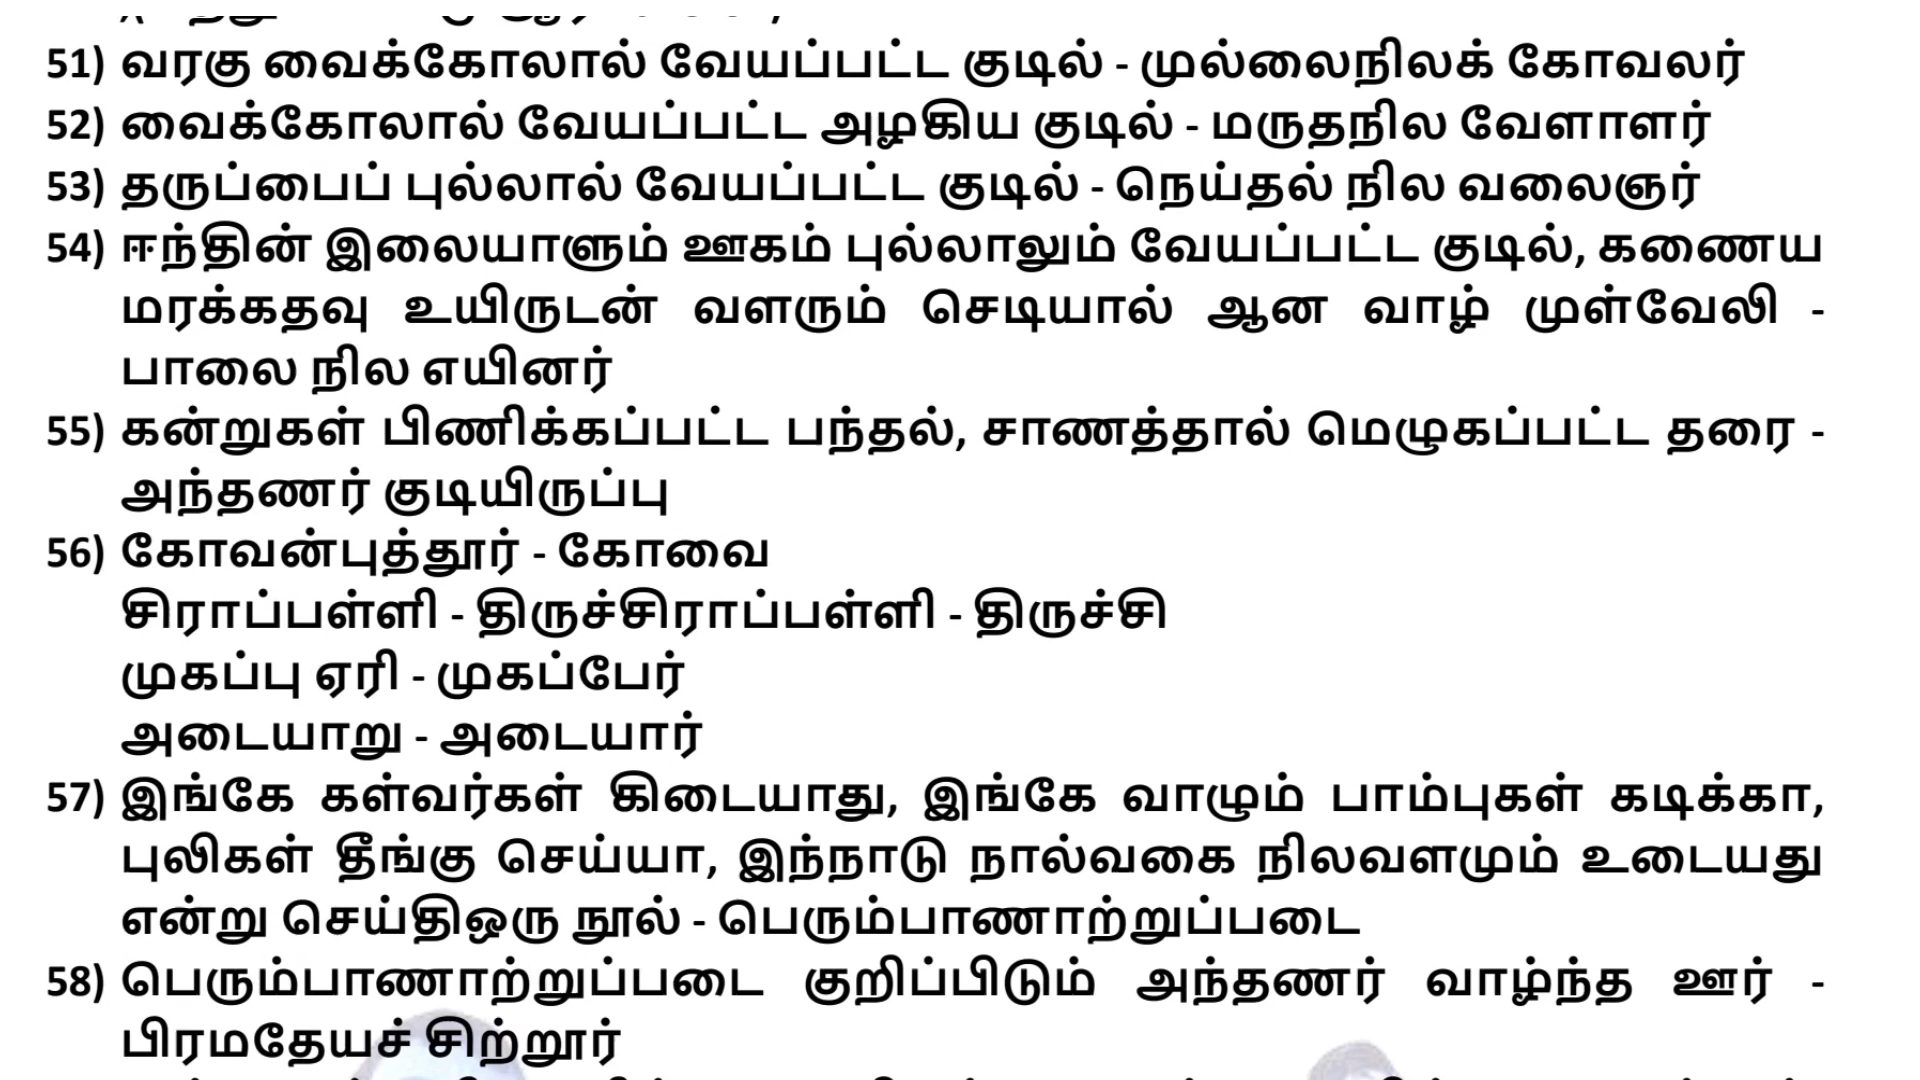 51) வரகு வைக்கோலால் வேயப்பட்ட குடில் - முல்லைநிலக் கோவலர்
52) வைக்கோலால் வேயப்பட்ட அழகிய குடில் - மருதநில வேளாளர்
53) தருப்பைப் புல்லால் வேயப்பட்ட குடில் - நெய்தல் நில வலைஞர்
54) ஈந்தின் இலையாளும் ஊகம் புல்லாலும் வேயப்பட்ட குடில், கணைய
மரக்கதவு உயிருடன் வளரும் செடியால் ஆன வாழ் முள்வேலி -
பாலை நில எயினர்
55) கன்றுகள் பிணிக்கப்பட்ட பந்தல், சாணத்தால் மெழுகப்பட்ட தரை -
அந்தணர் குடியிருப்பு
56) கோவன்புத்தூர் - கோவை
சிராப்பள்ளி - திருச்சிராப்பள்ளி - திருச்சி
முகப்பு ஏரி - முகப்பேர்
அடையாறு - அடையார்
57) இங்கே கள்வர்கள் கிடையாது, இங்கே வாழும் பாம்புகள் கடிக்கா,
புலிகள் தீங்கு செய்யா, இந்நாடு நால்வகை நிலவளமும் உடையது
என்று செய்திஒரு நூல் - பெரும்பாணாற்றுப்படை
58) பெரும்பாணாற்றுப்படை குறிப்பிடும் அந்தணர் வாழ்ந்த ஊர் -
பிரமதேயச் சிற்றூர்